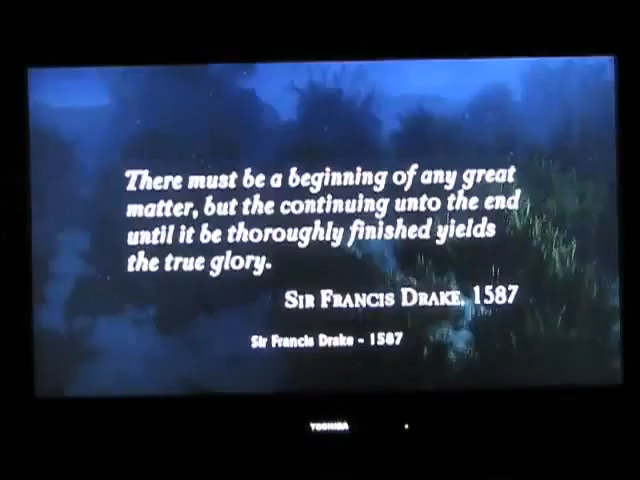 There must be a beginning of any great
matter, but the continuing unto the end
until it be thoroughly finished yields
the true glory.
Sir Francis Drake, 1587
Sir Francis Drake - 1587
TOSHIBA